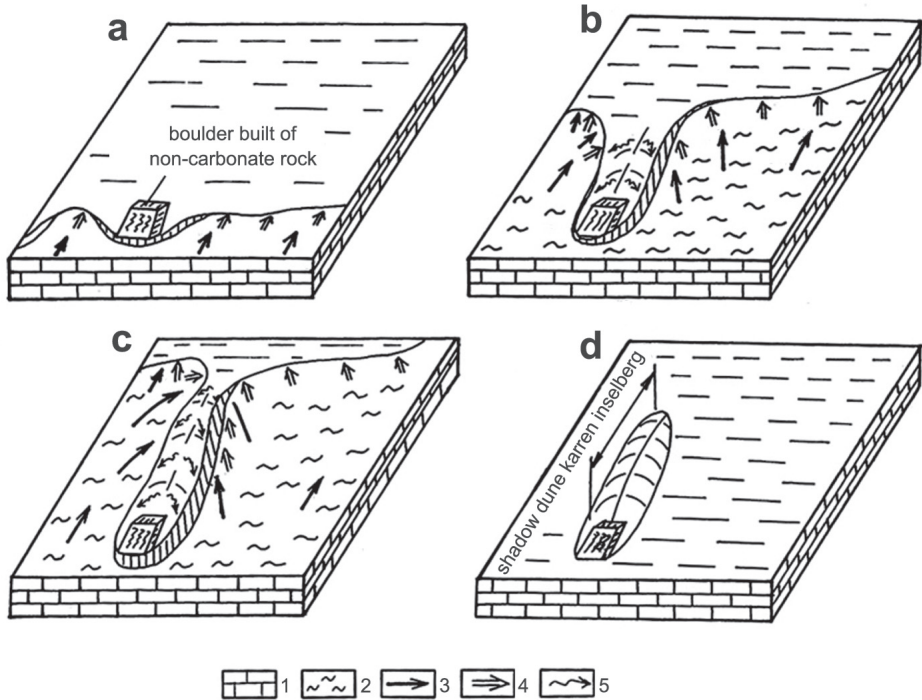 a
boulder built of
non-carbonate rock
b
c
d
shadow dune karren inselberg
1 2 3 4 5